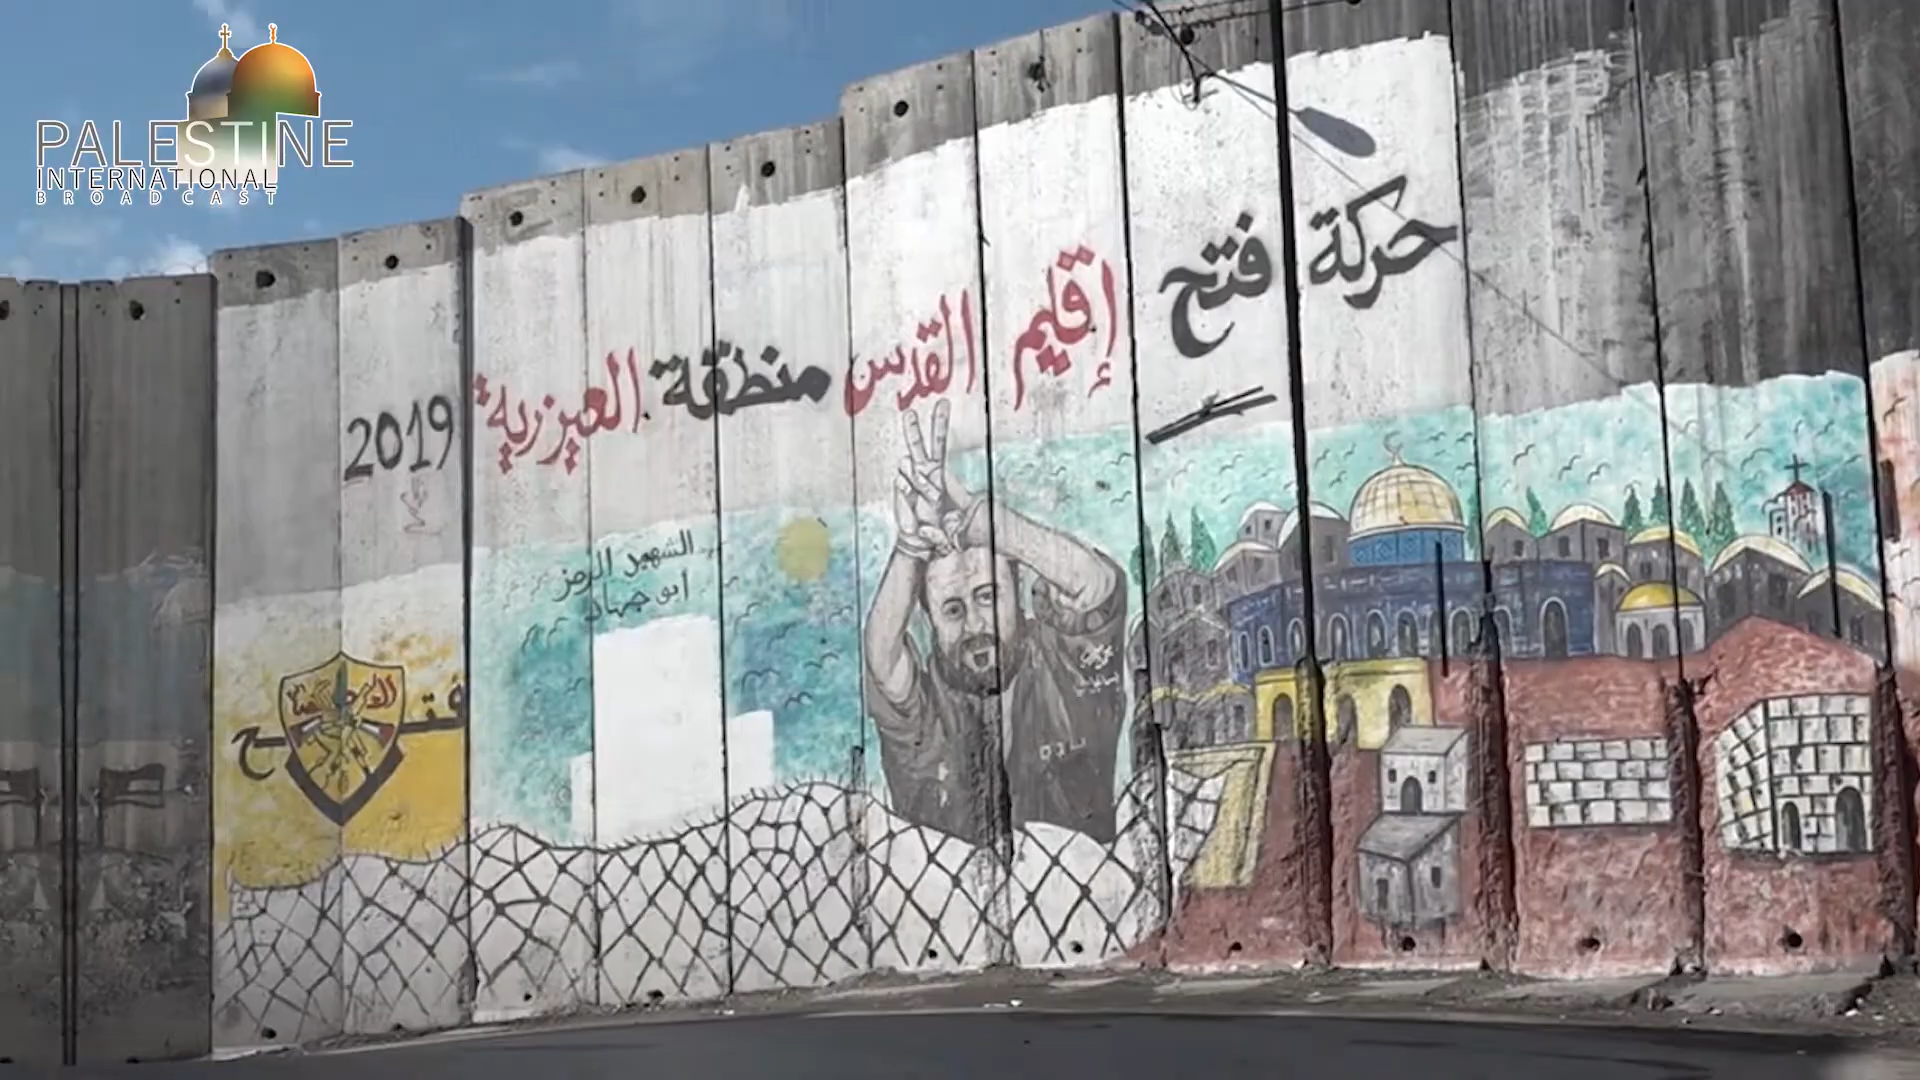 PALESTINE
INTERNATIONAL
BROADCAST
حركة فتح إقليم القدس منطقة العيزرية 2019
الشهيد الرمز
ابو جهاد
فتح